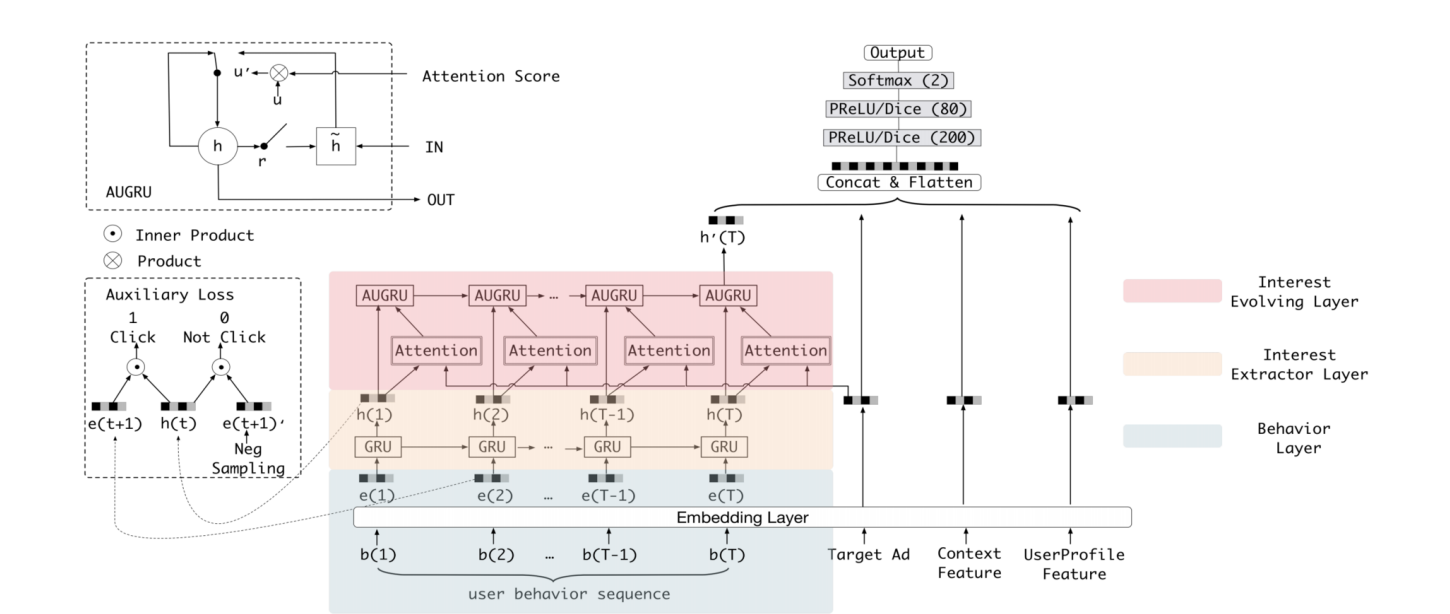 Output
Softmax (2)
PReLU/Dice (80)
PReLU/Dice (200)
Concat & Flatten
u′
Attention Score
u
h
r
h̃
IN
AUGRU
OUT
Inner Product
Product
h′(T)
Auxiliary Loss
1
0
Click
Not Click
e(t+1)
h(t)
e(t+1)′
Neg
Sampling
AUGRU
AUGRU
...
AUGRU
AUGRU
Attention
Attention
Attention
Attention
h(1)
h(2)
h(T-1)
h(T)
GRU
GRU
...
GRU
GRU
e(1)
e(2)
...
e(T-1)
e(T)
Embedding Layer
b(1)
b(2)
...
b(T-1)
b(T)
Target Ad
Context
Feature
UserProfile
Feature
user behavior sequence
Interest
Evolving Layer
Interest
Extractor Layer
Behavior
Layer